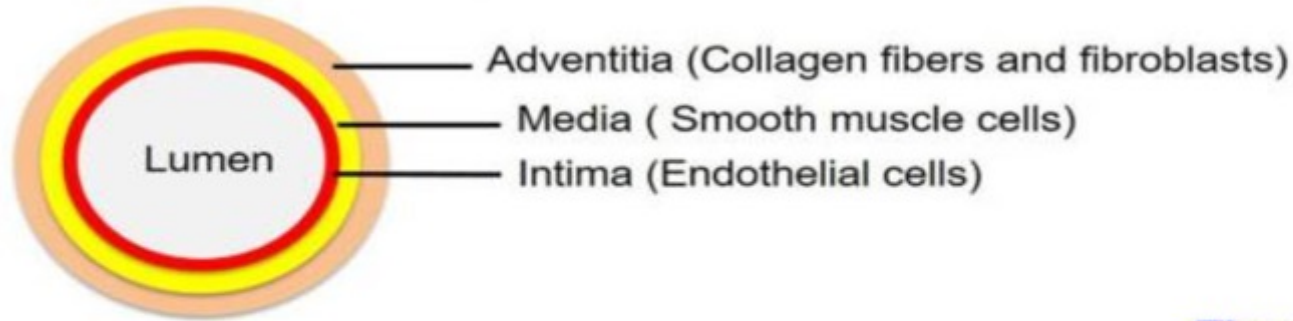 Adventitia (Collagen fibers and fibroblasts)
Media ( Smooth muscle cells)
Lumen
Intima (Endothelial cells)